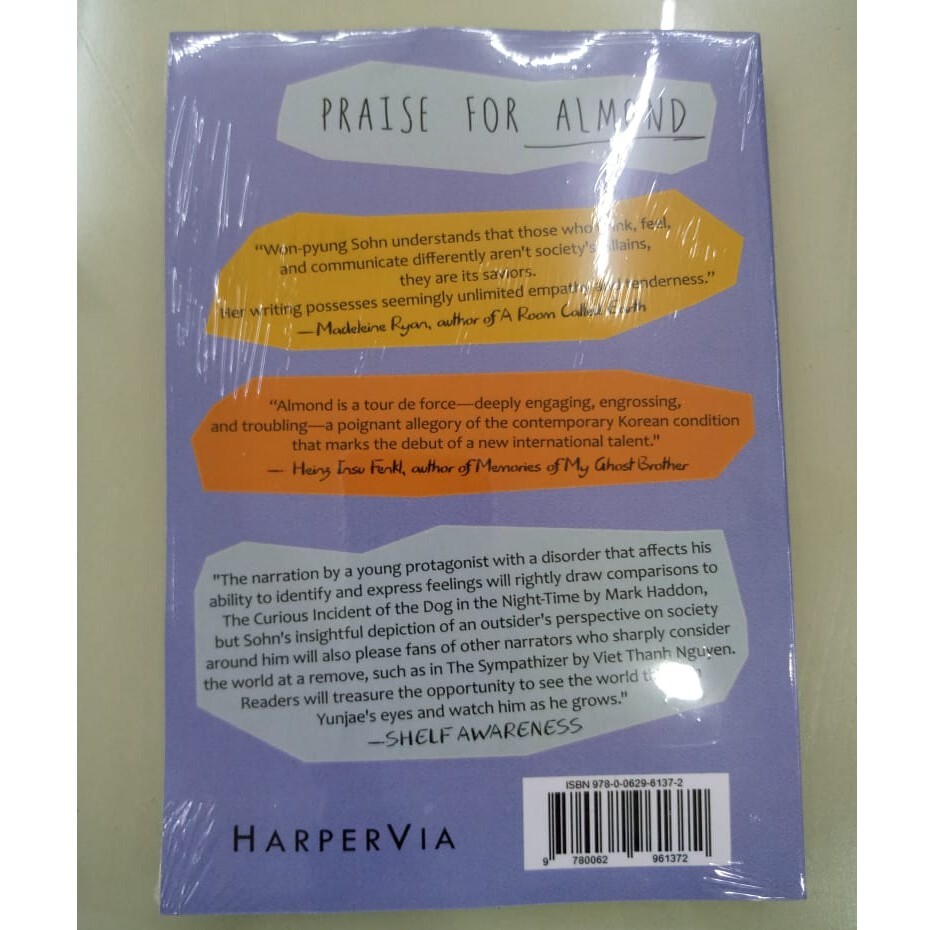 PRAISE FOR ALMOND
“Won-pyung Sohn understands that those who feel,
and communicate differently aren't society's
they are its saviors.
Her writing possesses seemingly unlimited empathy and tenderness.”
—Madeleine Ryan, author of A Room Called Earth
“Almond is a tour de force—deeply engaging, engrossing,
and troubling—a poignant allegory of the contemporary Korean condition
that marks the debut of a new international talent.”
— Heinz Insu Fenkl, author of Memories of My Ghost Brother
"The narration by a young protagonist with a disorder that affects his
ability to identify and express feelings will rightly draw comparisons to
The Curious Incident of the Dog in the Night-Time by Mark Haddon,
but Sohn's insightful depiction of an outsider's perspective on society
around him will also please fans of other narrators who sharply consider
the world at a remove, such as in The Sympathizer by Viet Thanh Nguyen.
Readers will treasure the opportunity to see the world
Yunjae's eyes and watch him as he grows."
—SHELF AWARENESS
HARPERVIA
ISBN 978-0-0629-6137-2
9 780062 961372